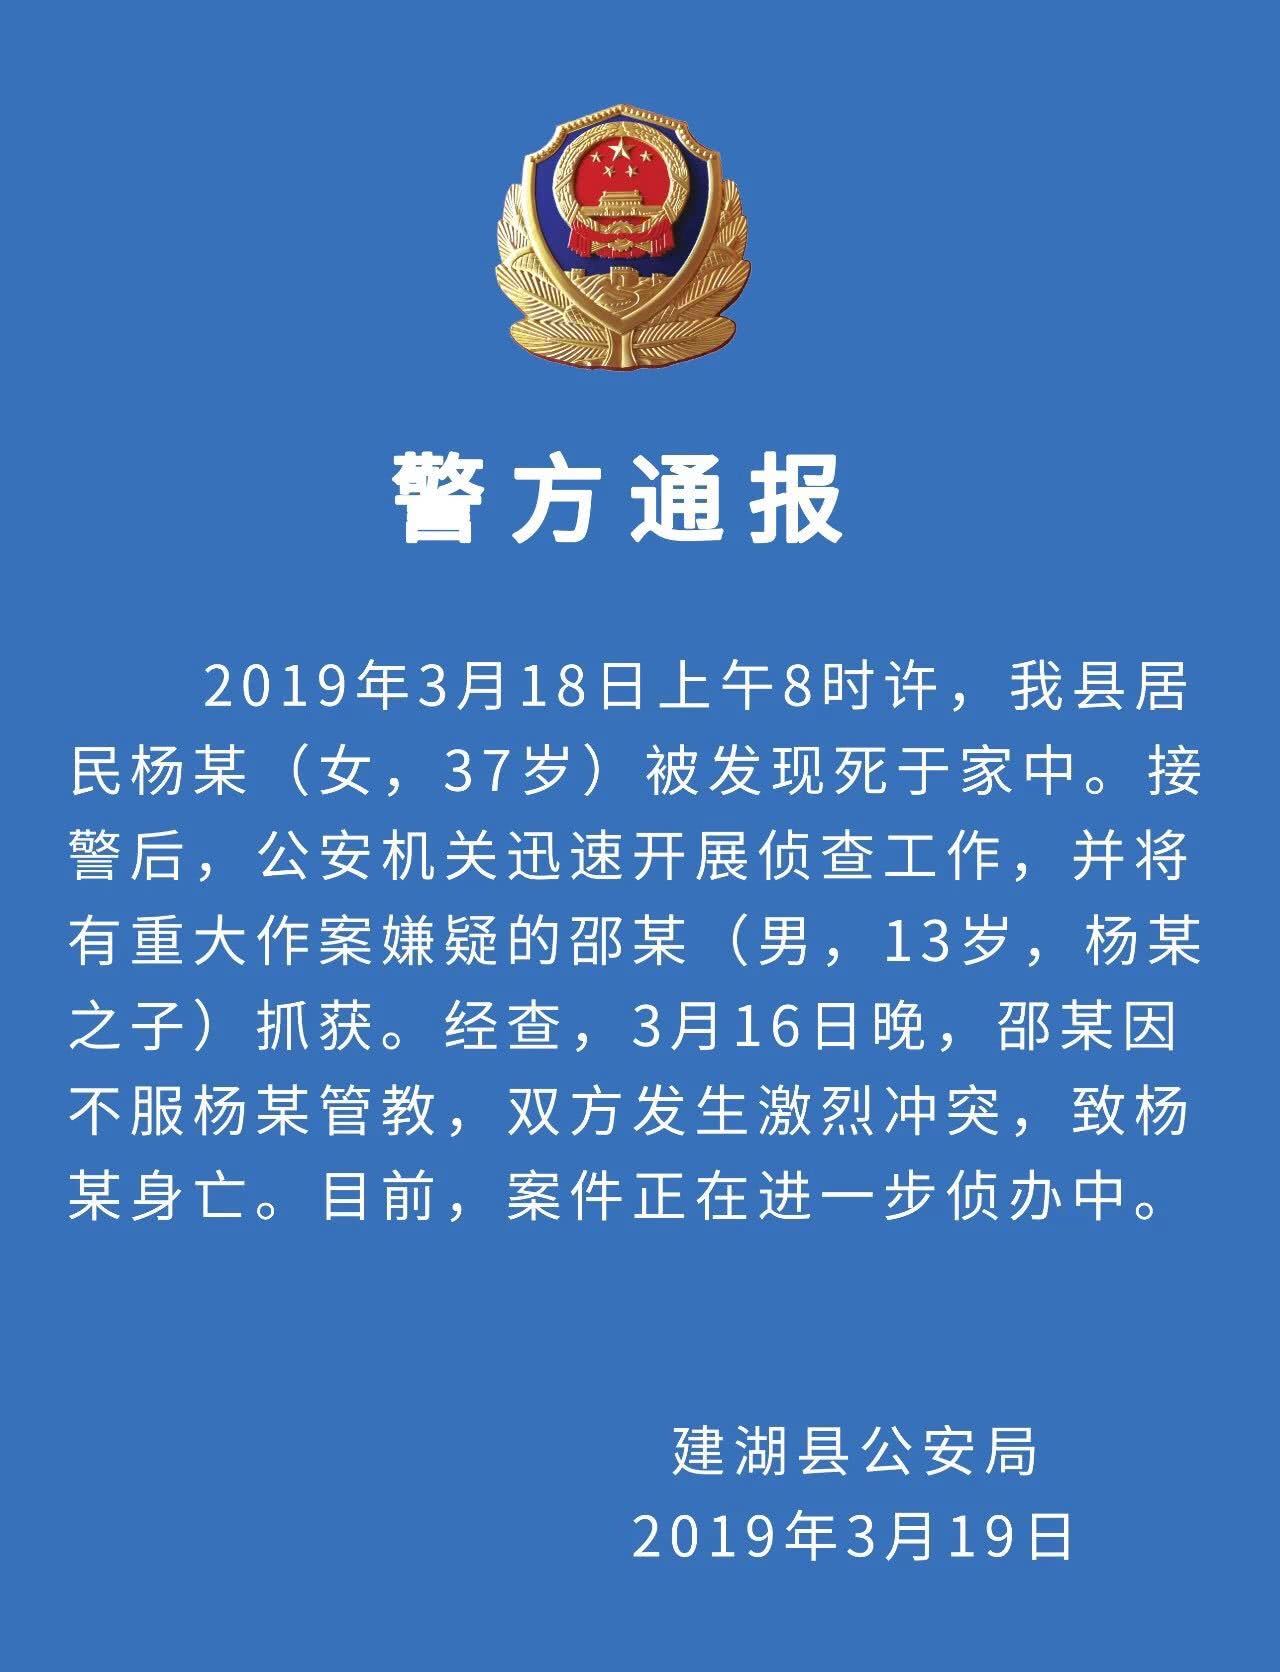 警方通报
2019年3月18日上午8时许，我县居
民杨某（女，37岁）被发现死于家中。接
警后，公安机关迅速开展侦查工作，并将
有重大作案嫌疑的邵某（男，13岁，杨某
之子）抓获。经查，3月16日晚，邵某因
不服杨某管教，双方发生激烈冲突，致杨
某身亡。目前，案件正在进一步侦办中。
建湖县公安局
2019年3月19日